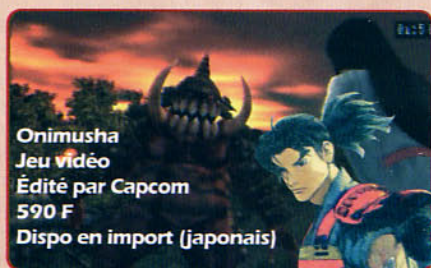 Onimusha
Jeu vidéo
Édité par Capcom
590 F
Dispo en import (japonais)